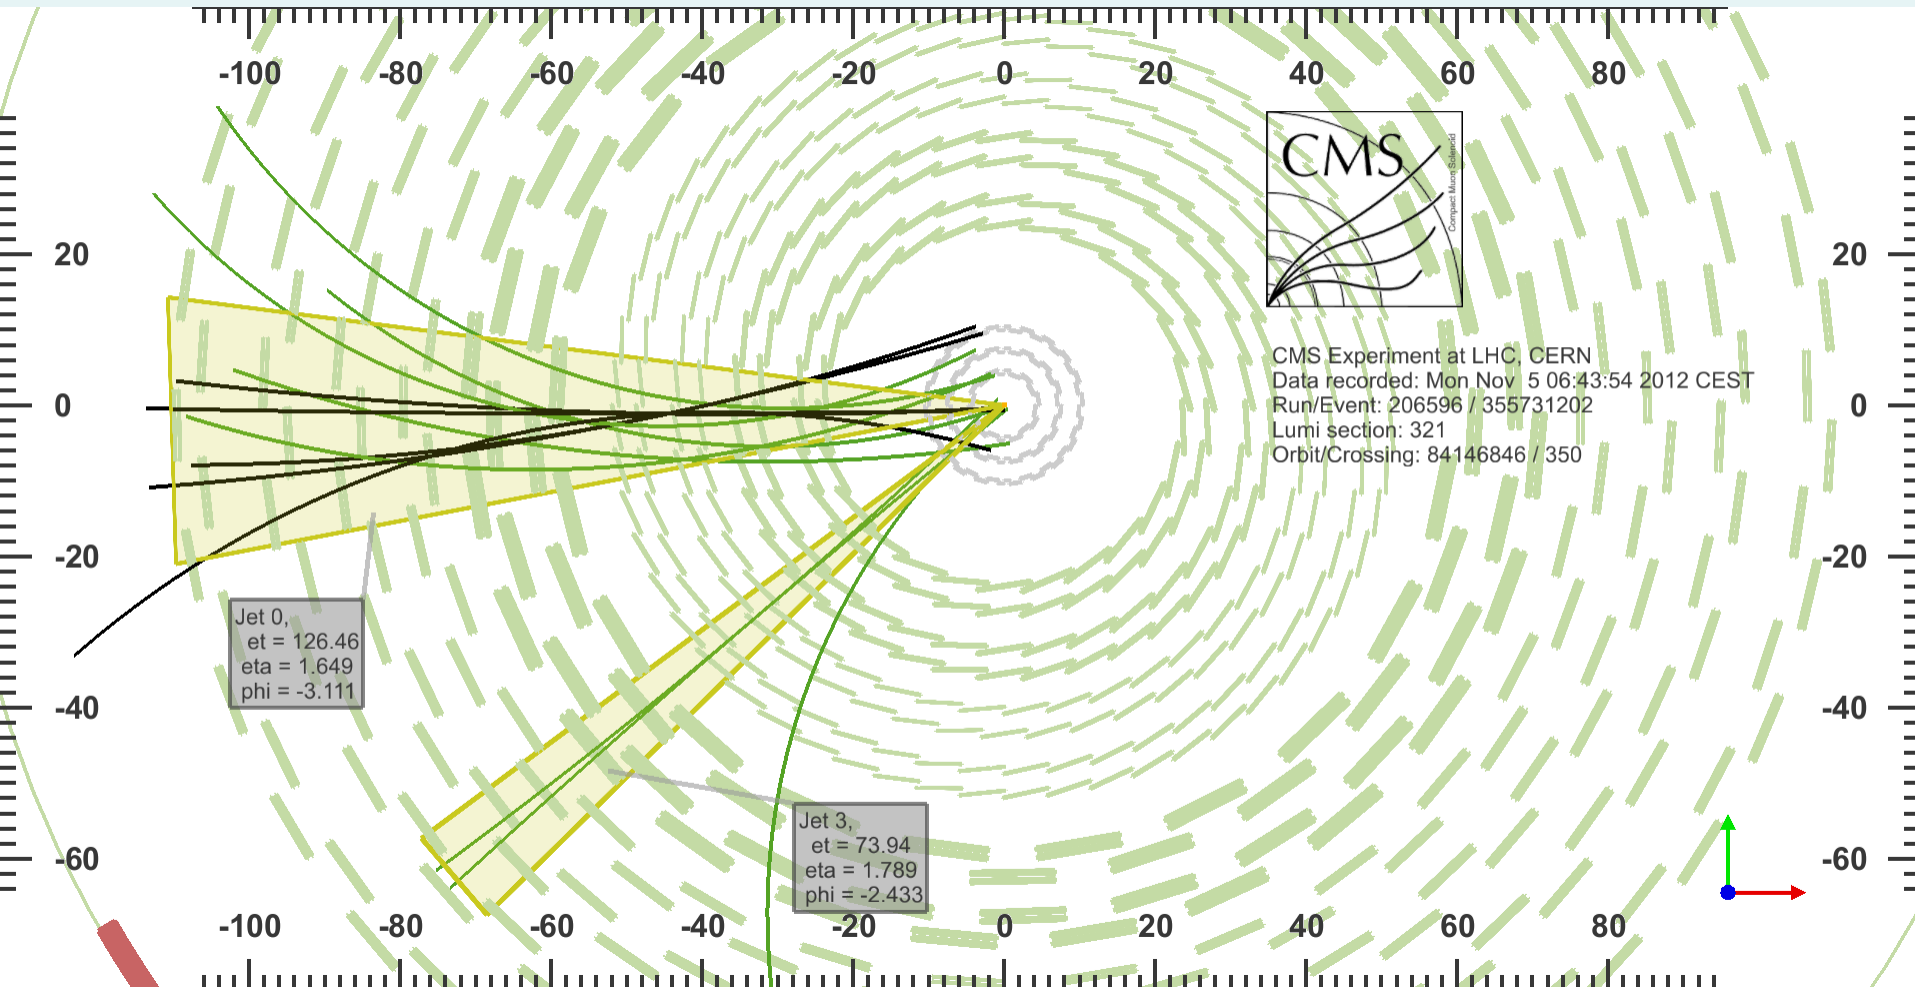 -100 -80 -60 -40 -20 0 20 40 60 80
CMS
Compact Muon Solenoid
20 20
CMS Experiment at LHC, CERN
Data recorded: Mon Nov 5 06:43:54 2012 CEST
0 0
Run/Event: 206596 / 355731202
Lumi section: 321
Orbit/Crossing: 84146846 / 350
-20 -20
Jet 0,
et = 126.46
eta = 1.649
phi = -3.111
-40 -40
Jet 3,
et = 73.94
eta = 1.789
phi = -2.433
-60 -60
-100 -80 -60 -40 -20 0 20 40 60 80